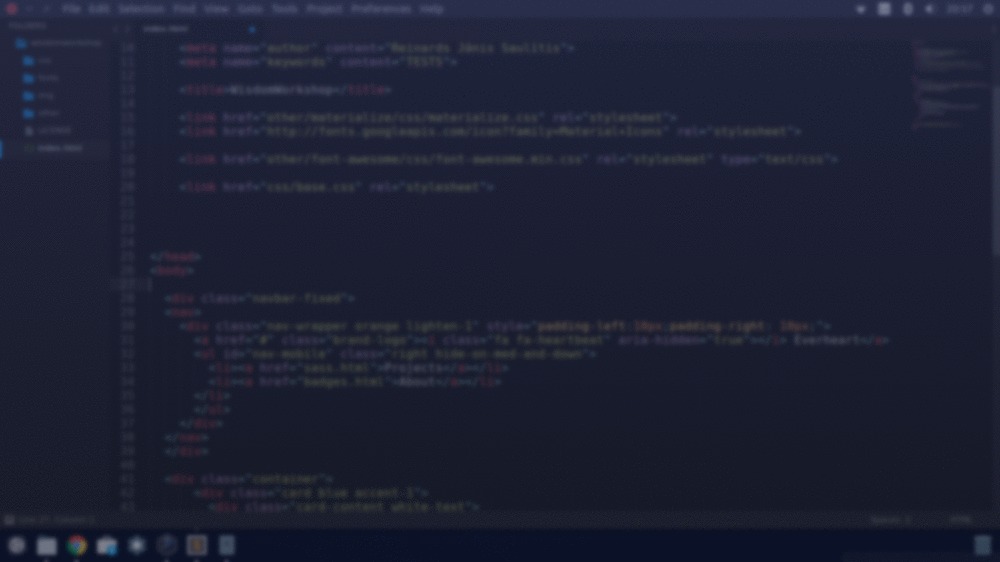 File Edit Selection Find View Goto Tools Project Preferences Help
index.html
10 <meta name="author" content="Reinards Jānis Saulītis">
11 <meta name="keywords" content="TESTS">
12
13 <title>WisdomWorkshop</title>
14
15 <link href="other/materialize/css/materialize.css" rel="stylesheet">
16 <link href="http://fonts.googleapis.com/icon?family=Material+Icons" rel="stylesheet">
17
18 <link href="other/font-awesome/css/font-awesome.min.css" rel="stylesheet" type="text/css">
19
20 <link href="css/base.css" rel="stylesheet">
21
22
23
24
25 </head>
26 <body>
27
28 <div class="navbar-fixed">
29 <nav>
30 <div class="nav-wrapper orange lighten-1" style="padding-left:10px;padding-right: 10px;">
31 <a href="#" class="brand-logo"><i class="fa fa-heartbeat" aria-hidden="true"></i> Everheart</a>
32 <ul id="nav-mobile" class="right hide-on-med-and-down">
33 <li><a href="sass.html">Projects</a></li>
34 <li><a href="badges.html">About</a></li>
35 </li>
36 </ul>
37 </div>
38 </nav>
39 </div>
40
41 <div class="container">
42 <div class="card blue accent-1">
43 <div class="card-content white-text">